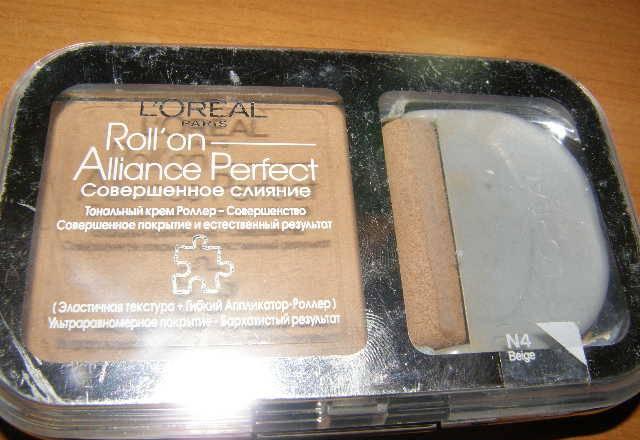 L'ORÉAL
PARIS
Roll'on
Alliance Perfect
Совершенное слияние
Тональный крем Роллер – Совершенство
Совершенное покрытие и естественный результат
( Эластичная текстура + Гибкий Аппликатор-Роллер )
Ультраравномерное покрытие - Бархатистый результат
N4
Beige